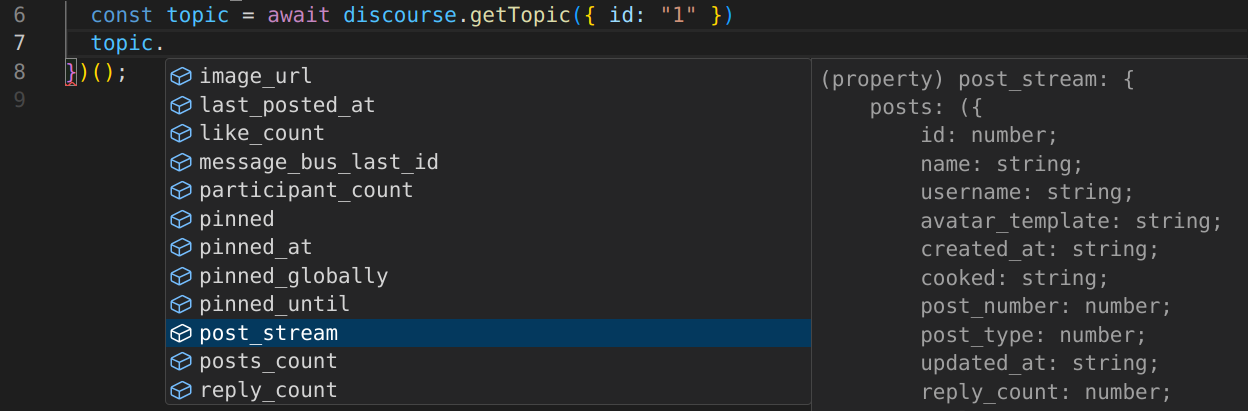 6 const topic = await discourse.getTopic({ id: "1" })
7 topic.
8 })();
9
image_url
last_posted_at
like_count
message_bus_last_id
participant_count
pinned
pinned_at
pinned_globally
pinned_until
post_stream
posts_count
reply_count
(property) post_stream: {
posts: ({
id: number;
name: string;
username: string;
avatar_template: string;
created_at: string;
cooked: string;
post_number: number;
post_type: number;
updated_at: string;
reply_count: number;